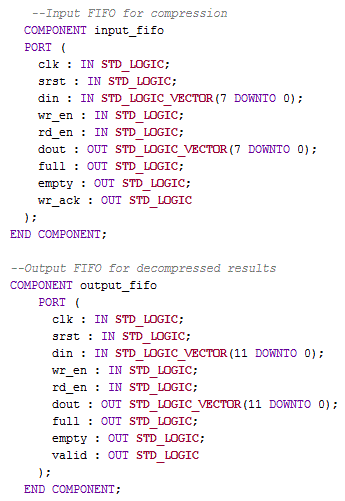 --Input FIFO for compression
COMPONENT input_fifo
PORT (
clk : IN STD_LOGIC;
srst : IN STD_LOGIC;
din : IN STD_LOGIC_VECTOR(7 DOWNTO 0);
wr_en : IN STD_LOGIC;
rd_en : IN STD_LOGIC;
dout : OUT STD_LOGIC_VECTOR(7 DOWNTO 0);
full : OUT STD_LOGIC;
empty : OUT STD_LOGIC;
wr_ack : OUT STD_LOGIC
);
END COMPONENT;
--Output FIFO for decompressed results
COMPONENT output_fifo
PORT (
clk : IN STD_LOGIC;
srst : IN STD_LOGIC;
din : IN STD_LOGIC_VECTOR(11 DOWNTO 0);
wr_en : IN STD_LOGIC;
rd_en : IN STD_LOGIC;
dout : OUT STD_LOGIC_VECTOR(11 DOWNTO 0);
full : OUT STD_LOGIC;
empty : OUT STD_LOGIC;
valid : OUT STD_LOGIC
);
END COMPONENT;